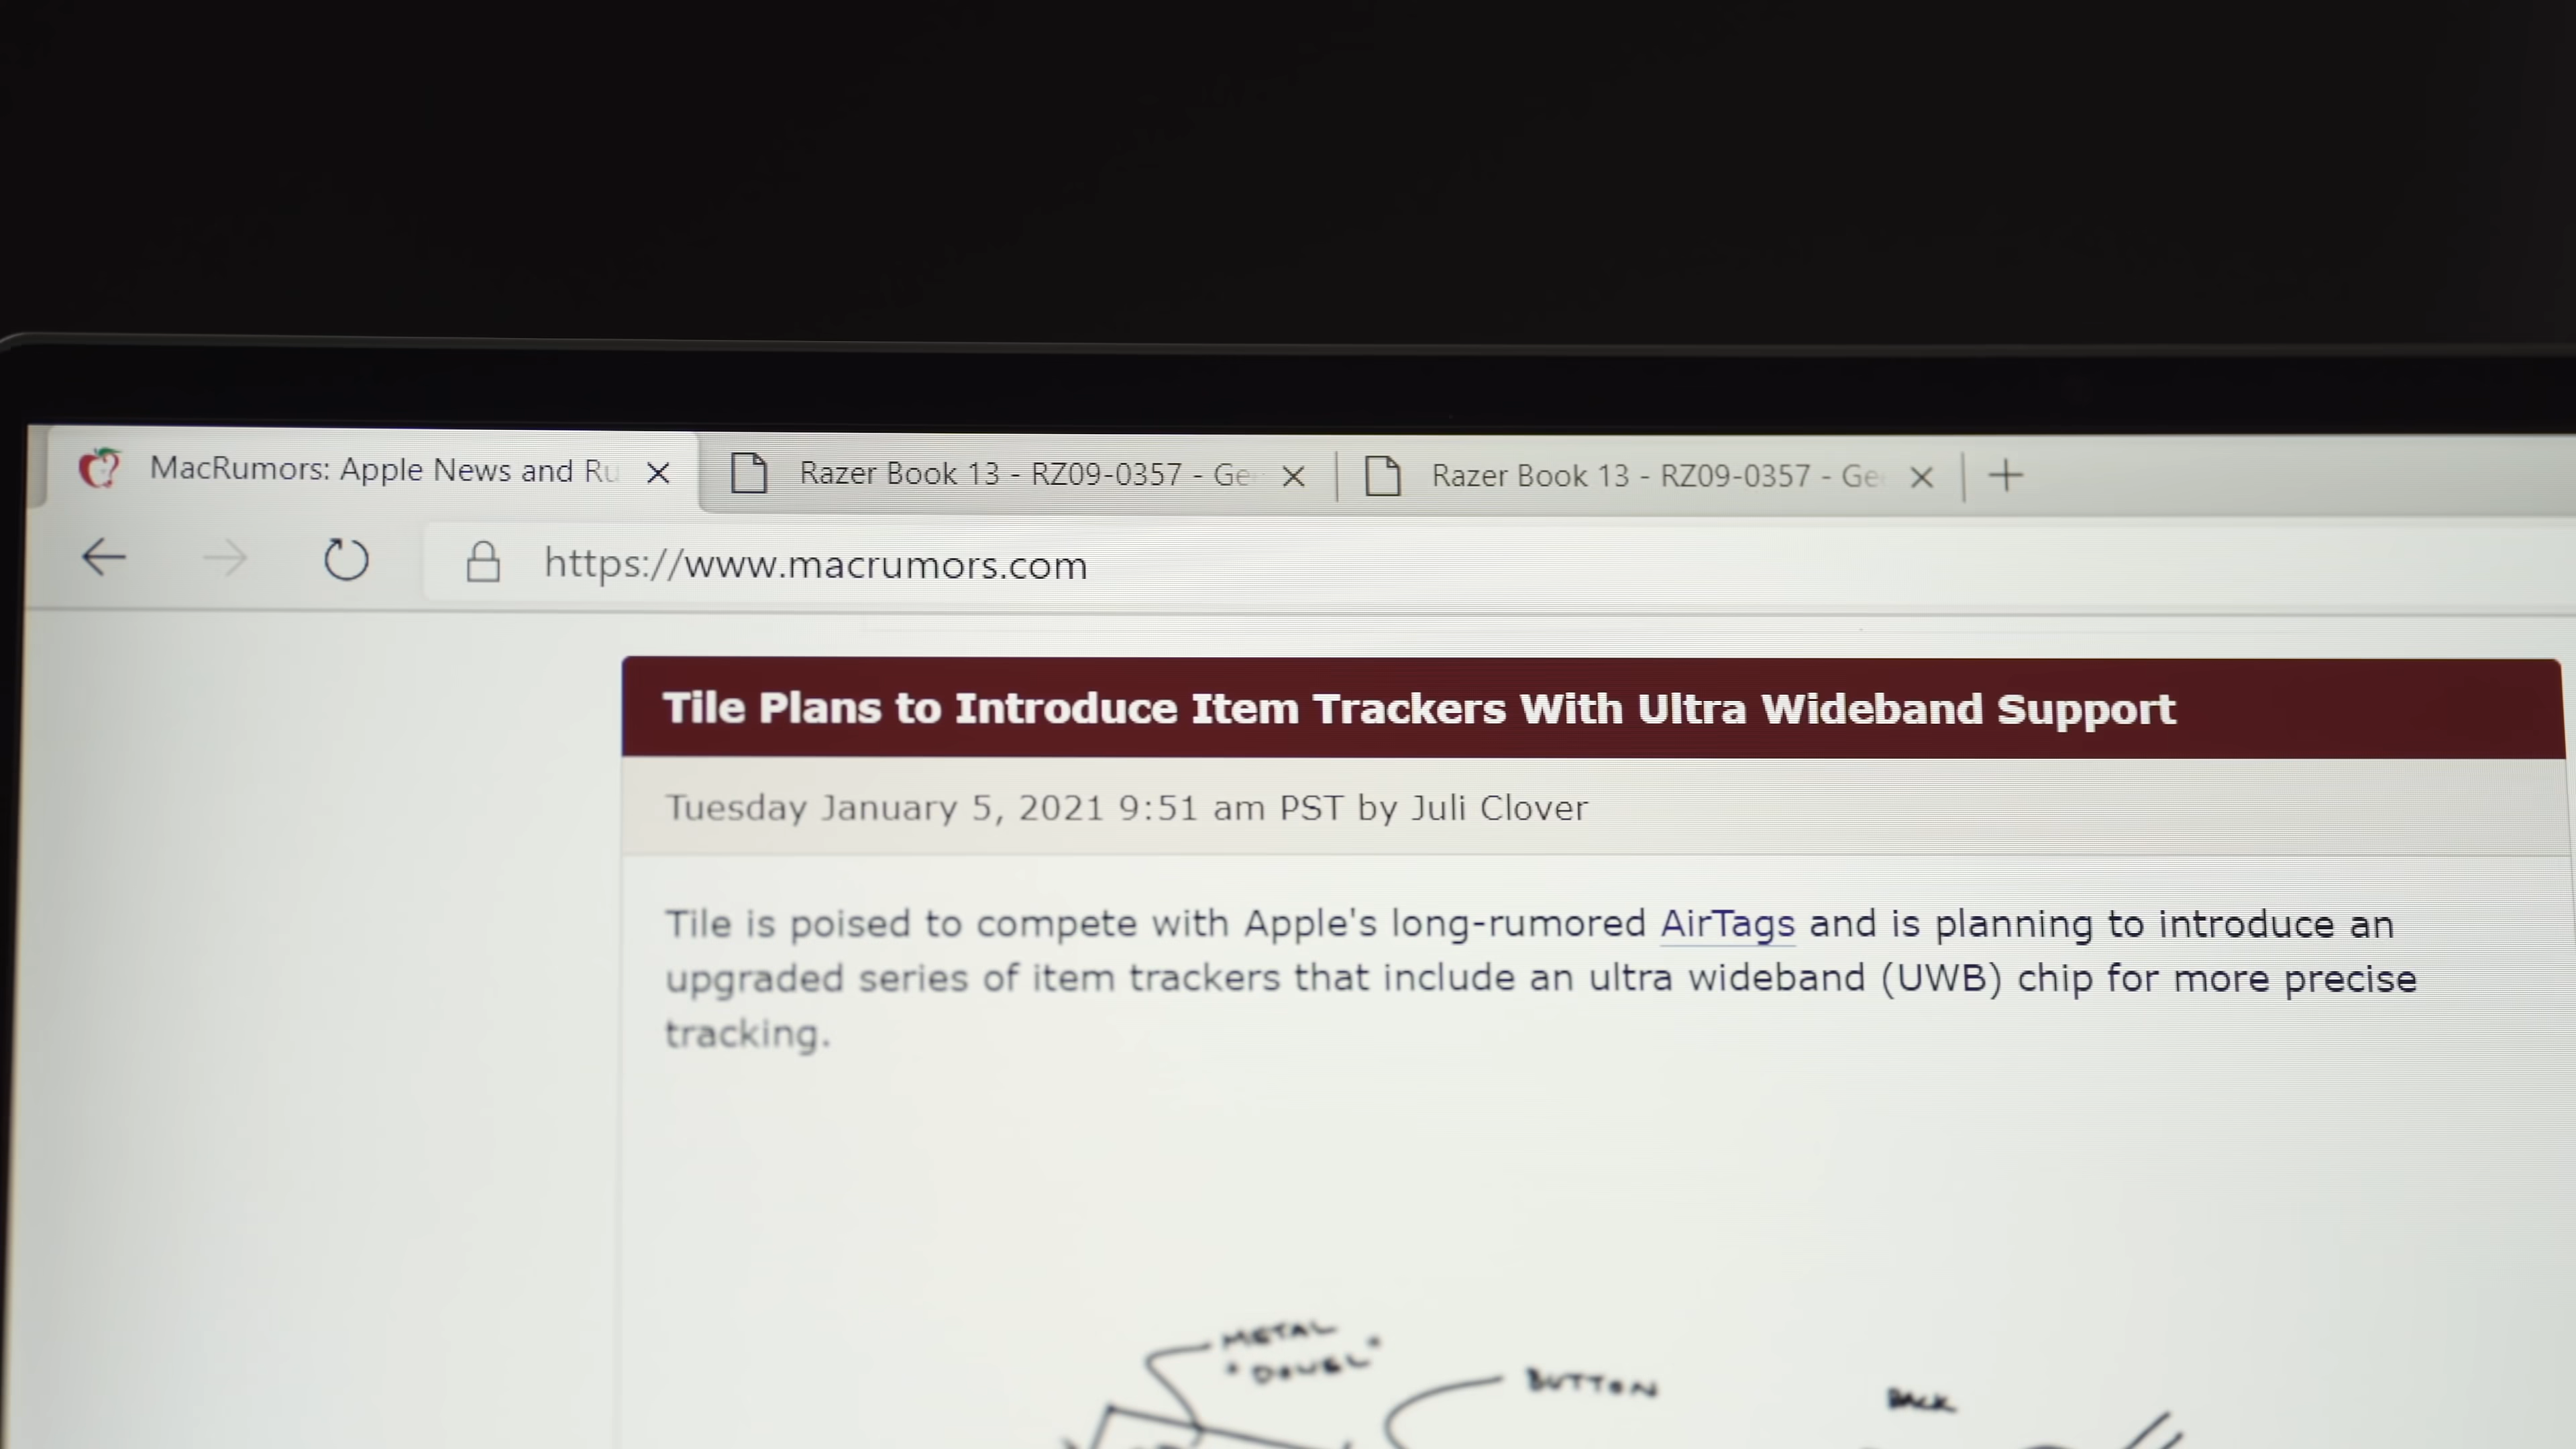 MacRumors: Apple News and Ru
Razer Book 13 - RZ09-0357 - Ge
Razer Book 13 - RZ09-0357 - Ge
https://www.macrumors.com
Tile Plans to Introduce Item Trackers With Ultra Wideband Support
Tuesday January 5, 2021 9:51 am PST by Juli Clover
Tile is poised to compete with Apple's long-rumored AirTags and is planning to introduce an
upgraded series of item trackers that include an ultra wideband (UWB) chip for more precise
tracking.
METAL
"DOWEL"
BUTTON
BACK